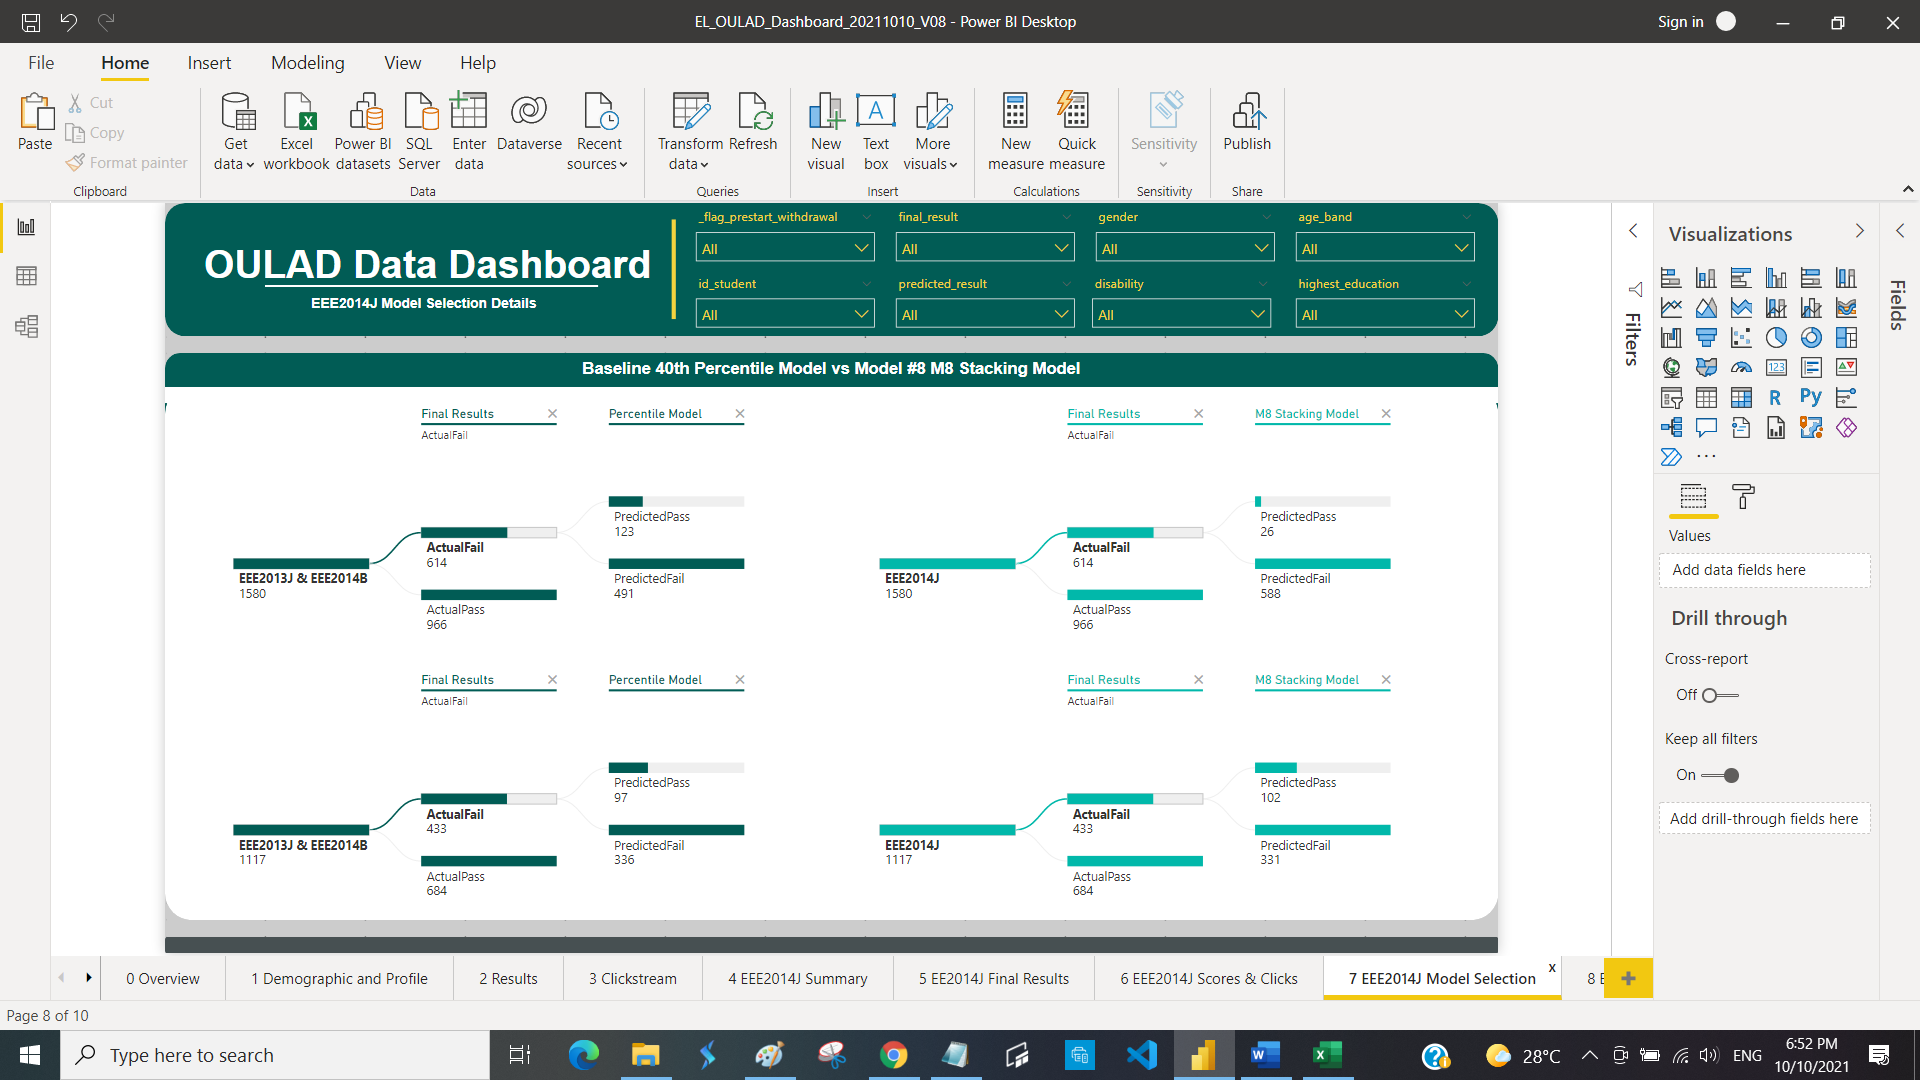 EL_OULAD_Dashboard_20211010_V08 - Power BI Desktop
Sign in
File Home Insert Modeling View Help
Paste
Cut
Copy
Format painter
Clipboard
Get data
Excel workbook
Power BI datasets
SQL Server
Enter data
Dataverse
Recent sources
Data
Transform data
Refresh
Queries
New visual
Text box
More visuals
Insert
New measure
Quick measure
Calculations
Sensitivity
Sensitivity
Publish
Share
OULAD Data Dashboard
EEE2014J Model Selection Details
_flag_prestart_withdrawal final_result gender age_band
All All All All
id_student predicted_result disability highest_education
All All All All
Baseline 40th Percentile Model vs Model #8 M8 Stacking Model
Final Results Percentile Model
ActualFail
PredictedPass
123
ActualFail
614
PredictedFail
491
EEE2013J & EEE2014B
1580
ActualPass
966
Final Results M8 Stacking Model
ActualFail
PredictedPass
26
ActualFail
614
PredictedFail
588
EEE2014J
1580
ActualPass
966
Final Results Percentile Model
ActualFail
PredictedPass
97
ActualFail
433
PredictedFail
336
EEE2013J & EEE2014B
1117
ActualPass
684
Final Results M8 Stacking Model
ActualFail
PredictedPass
102
ActualFail
433
PredictedFail
331
EEE2014J
1117
ActualPass
684
Filters
Visualizations
R Py
123
Values
Add data fields here
Drill through
Cross-report
Off
Keep all filters
On
Add drill-through fields here
Fields
0 Overview 1 Demographic and Profile 2 Results 3 Clickstream 4 EEE2014J Summary 5 EE2014J Final Results 6 EEE2014J Scores & Clicks 7 EEE2014J Model Selection x 8 E
Page 8 of 10
Type here to search
28°C
ENG
6:52 PM
10/10/2021